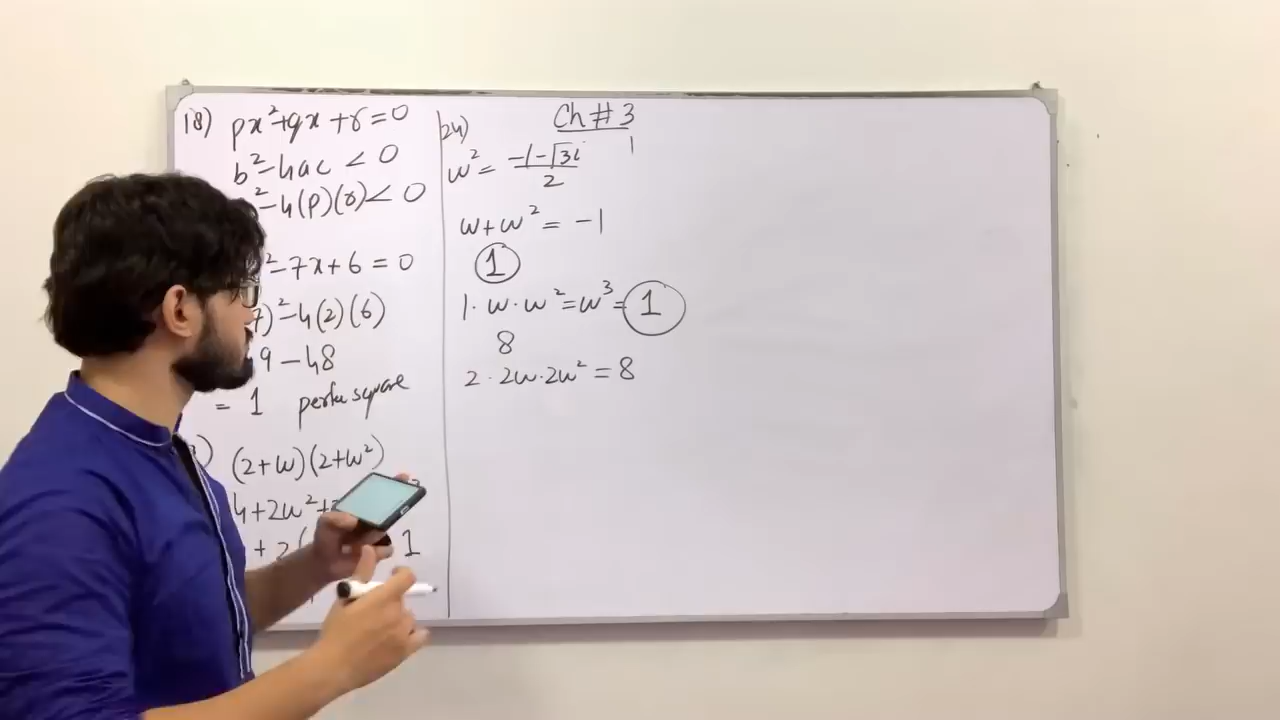 18) px²+qx+r=0
b²-4ac < 0
²-4(p)(r)< 0
²-7x+6 = 0
7)²-4(2)(6)
49-48
= 1 perfe square
(2+w)(2+w²)
4+2w²+
+2( 1
Ch # 3
24)
w² = -1-√3i / 2
1
w+w² = -1
1
1·w·w²=w³=1
8
2·2w·2w²=8